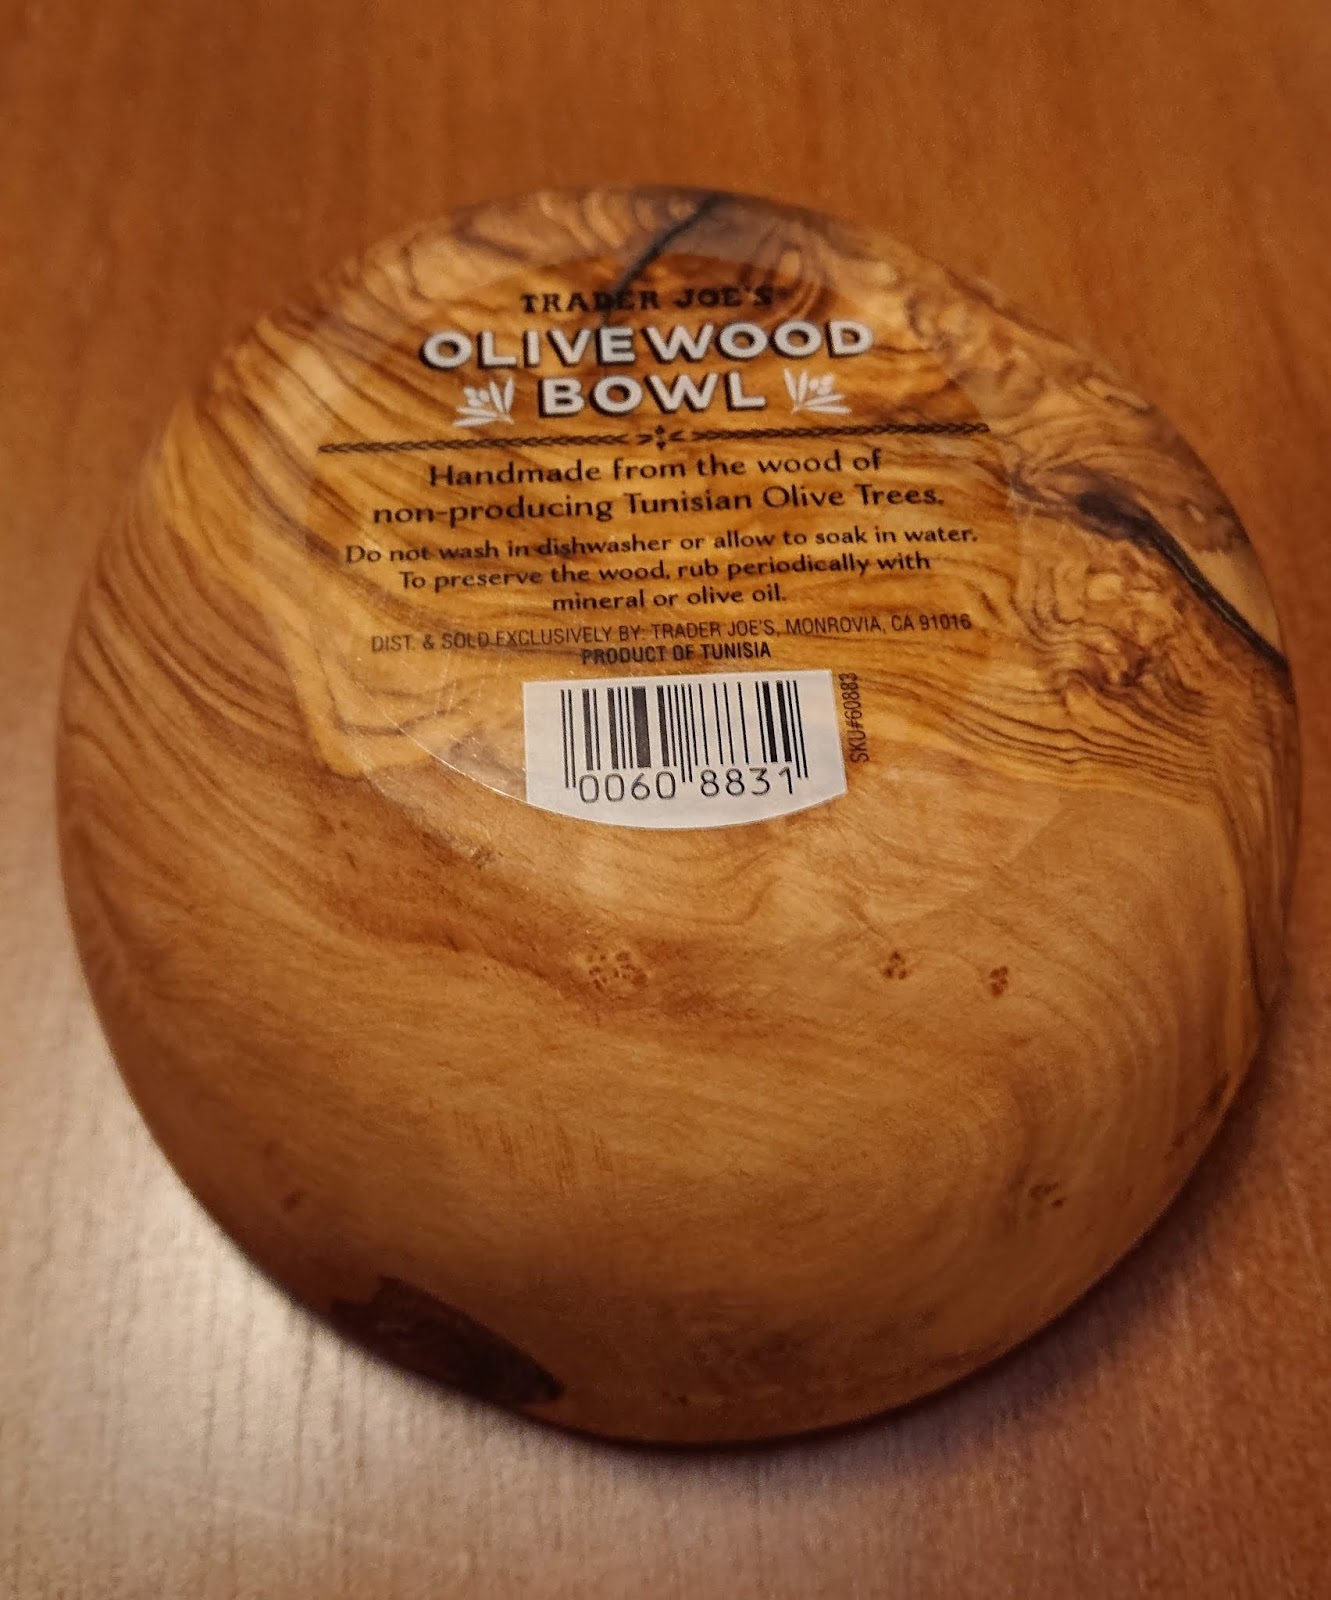 TRADER JOE'S
OLIVEWOOD
BOWL
Handmade from the wood of
non-producing Tunisian Olive Trees.
Do not wash in dishwasher or allow to soak in water.
To preserve the wood, rub periodically with
mineral or olive oil.
DIST. & SOLD EXCLUSIVELY BY: TRADER JOE'S, MONROVIA, CA 91016
PRODUCT OF TUNISIA
SKU#60883
0060 8831